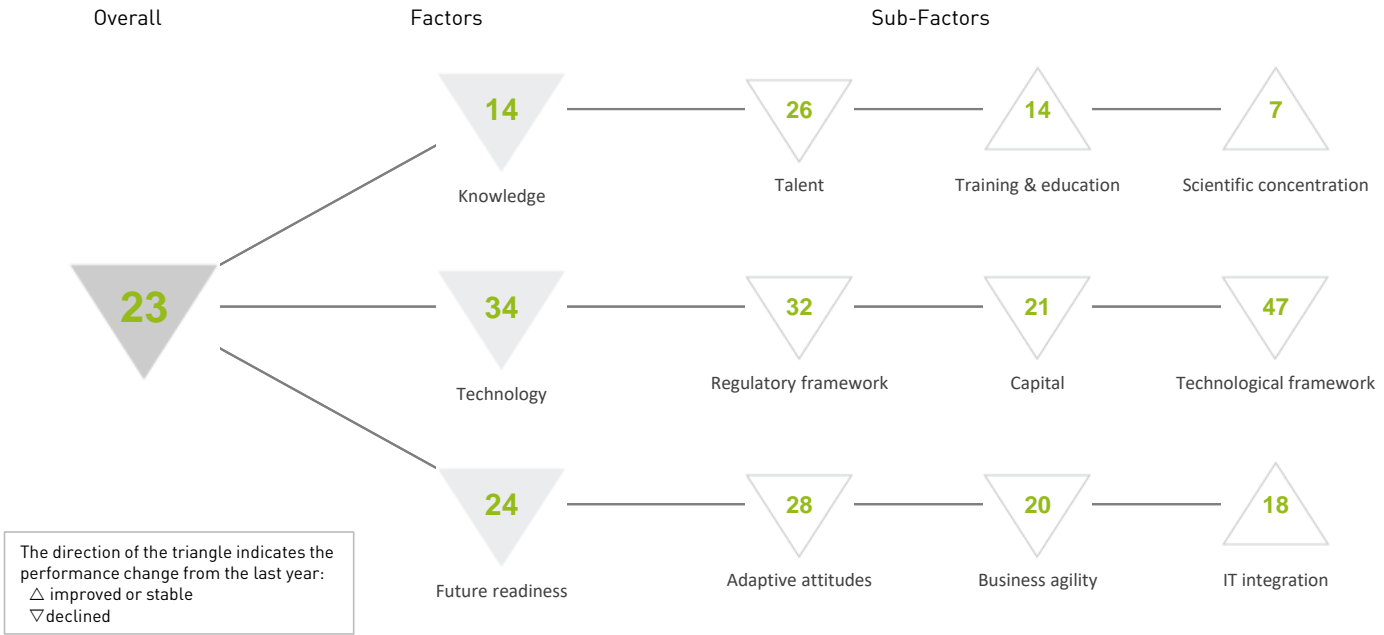 Overall
Factors
Sub-Factors
14
Knowledge
26
Talent
14
Training & education
7
Scientific concentration
23
34
Technology
32
Regulatory framework
21
Capital
47
Technological framework
24
Future readiness
28
Adaptive attitudes
20
Business agility
18
IT integration
The direction of the triangle indicates the
performance change from the last year:
△ improved or stable
▽declined